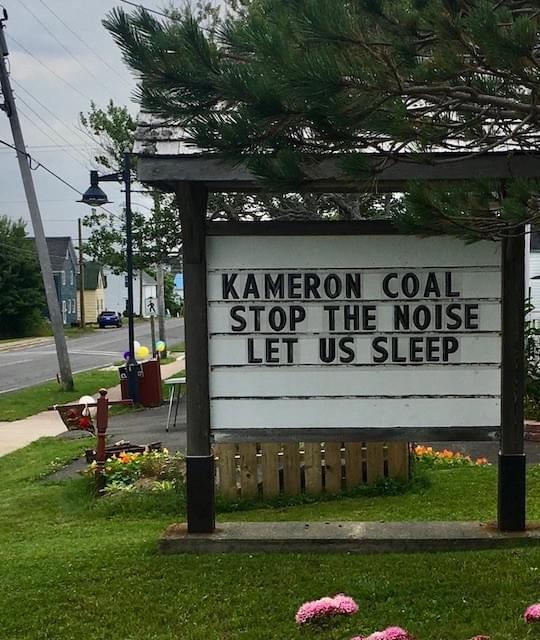 KAMERON COAL
STOP THE NOISE
LET US SLEEP